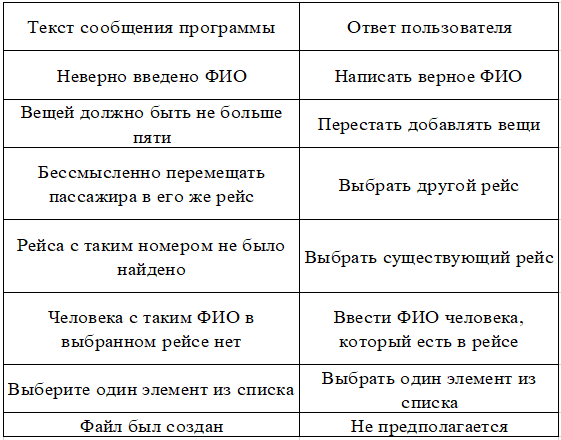 Текст сообщения программы
Ответ пользователя
Неверно введено ФИО
Написать верное ФИО
Вещей должно быть не больше
пяти
Перестать добавлять вещи
Бессмысленно перемещать
пассажира в его же рейс
Выбрать другой рейс
Рейса с таким номером не было
найдено
Выбрать существующий рейс
Человека с таким ФИО в
выбранном рейсе нет
Ввести ФИО человека,
который есть в рейсе
Выберите один элемент из списка
Выбрать один элемент из
списка
Файл был создан
Не предполагается